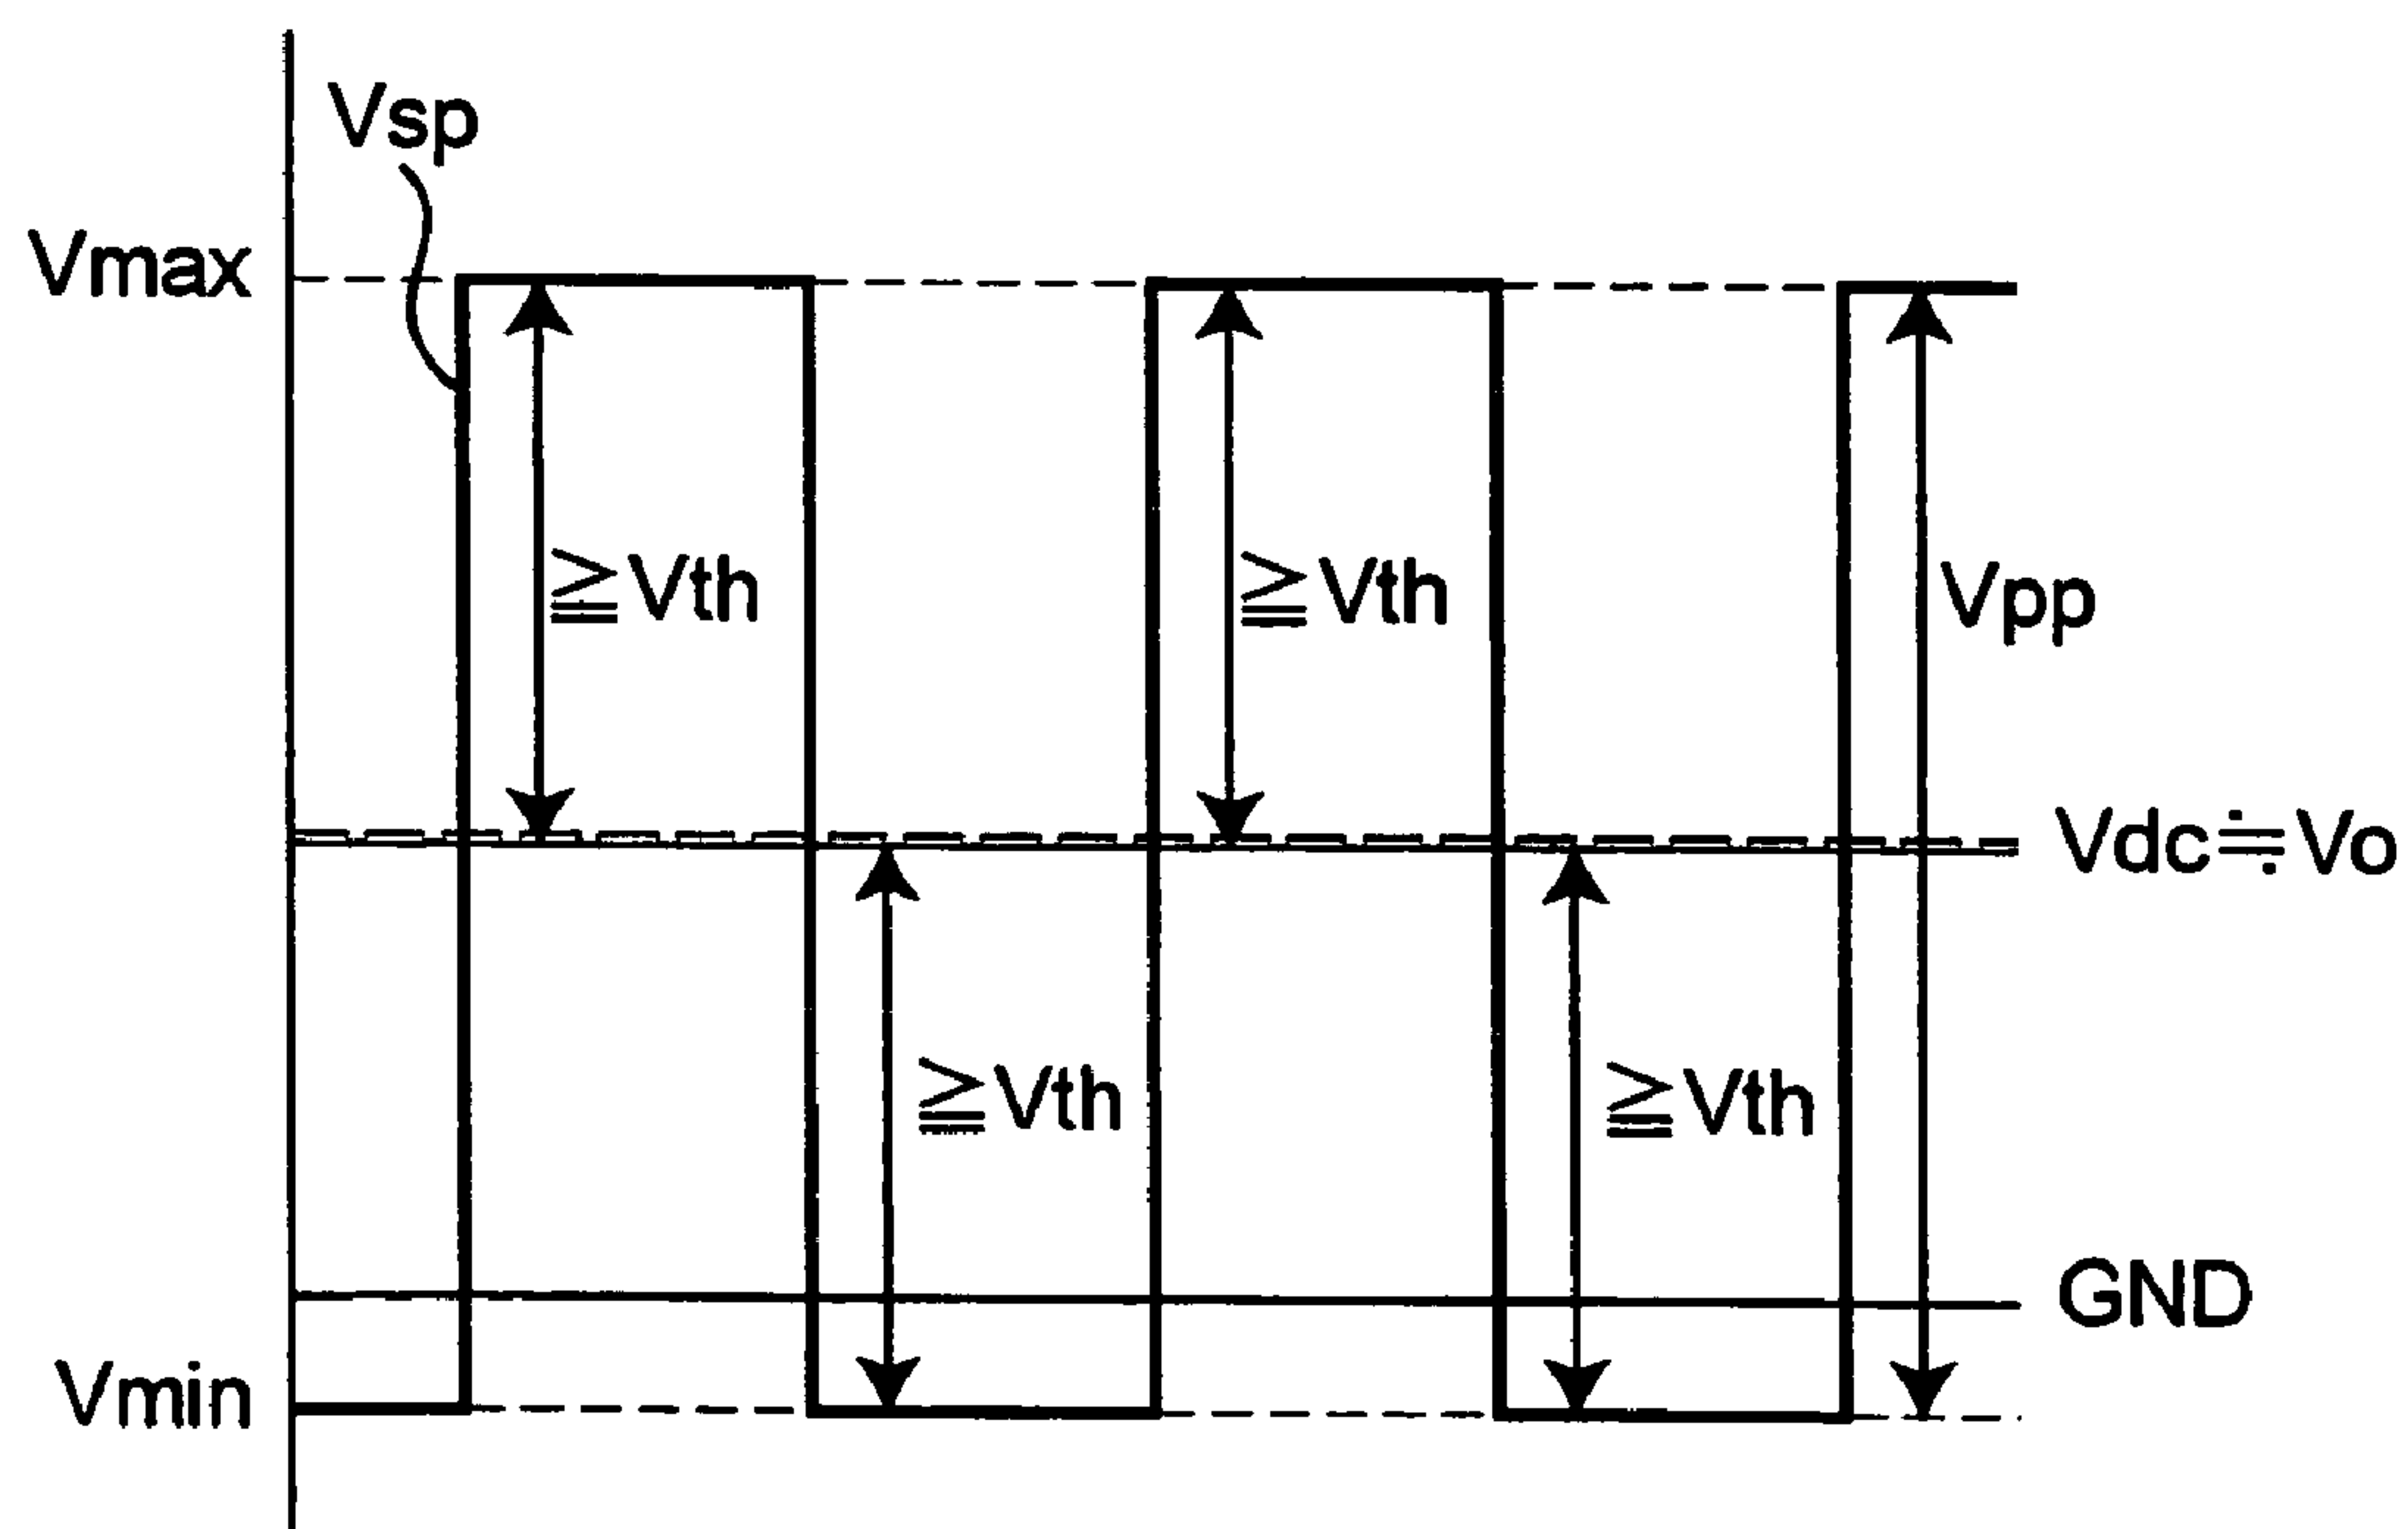 Vsp
Vmax
≧Vth
≧Vth
Vpp
Vdc≒Vo
≧Vth
≧Vth
GND
Vmin